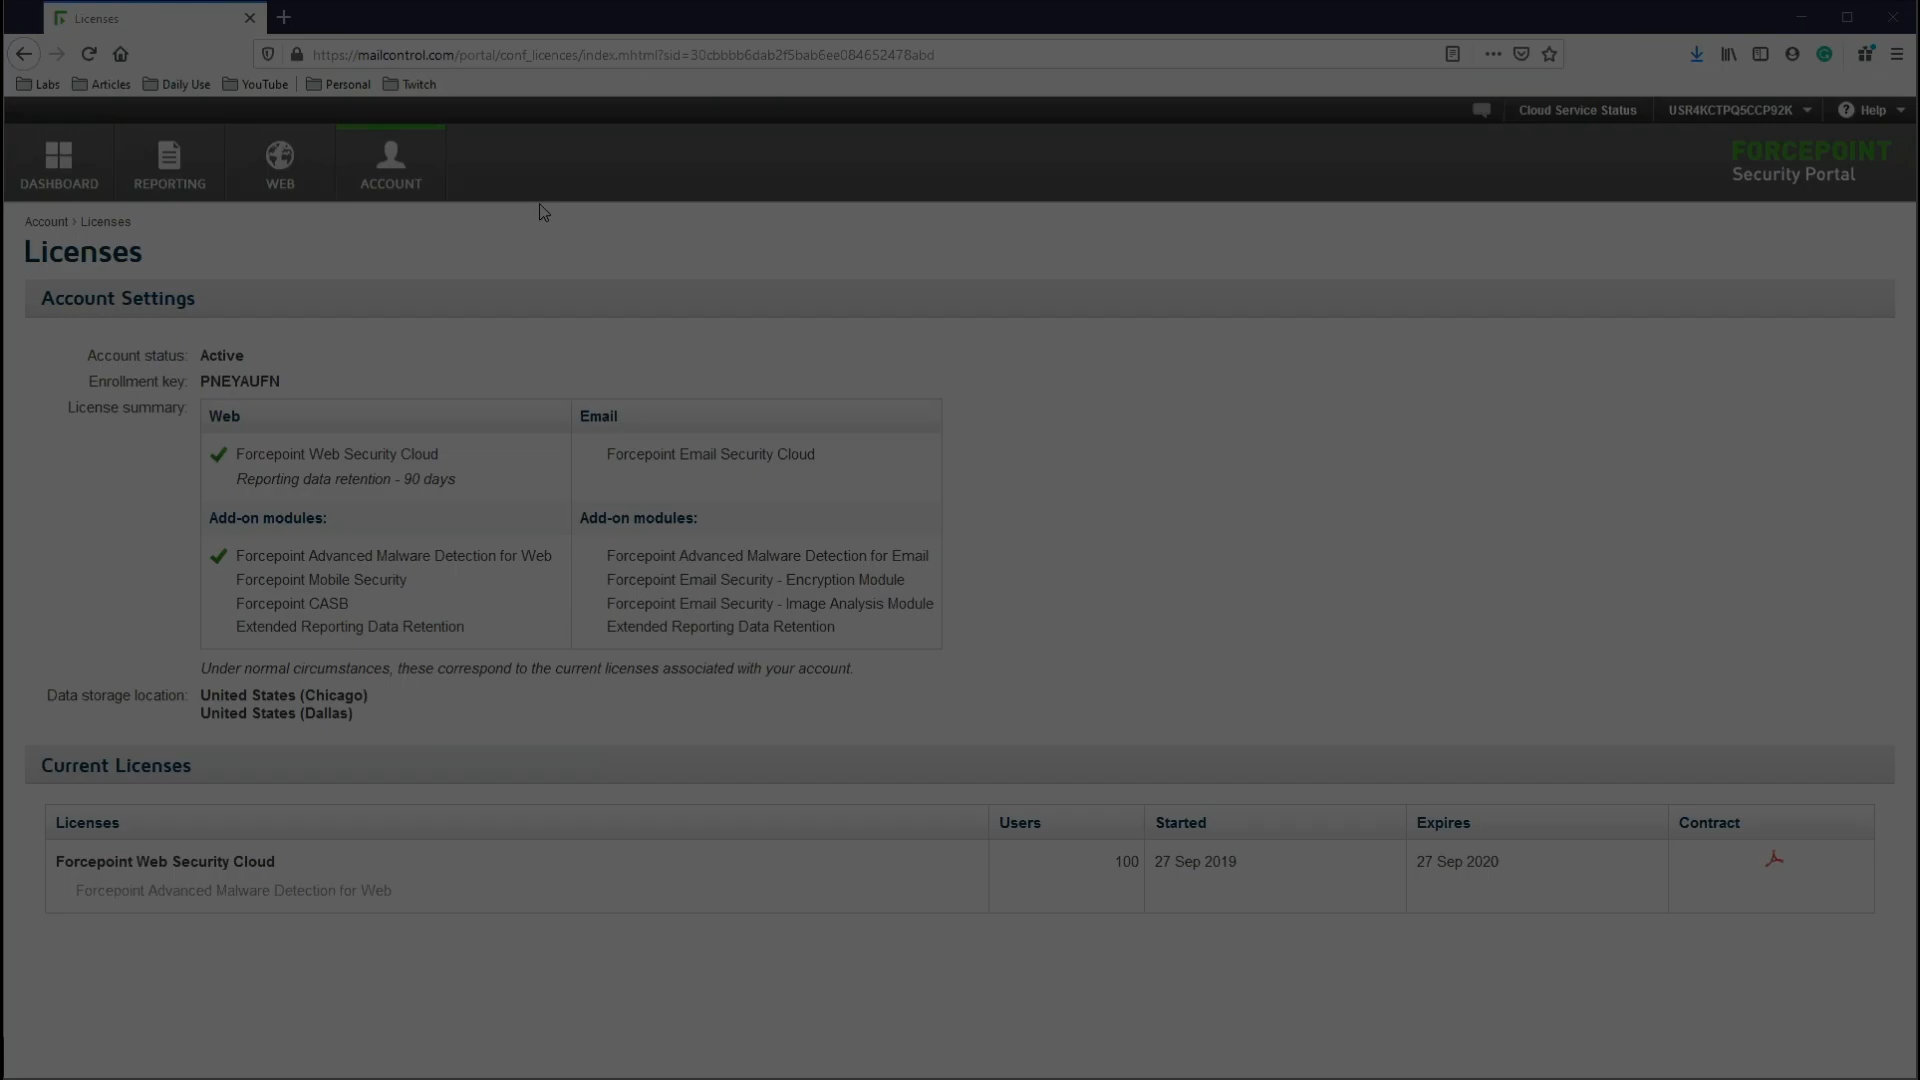 Licenses
https://mailcontrol.com/portal/conf_licences/index.mhtml?sid=30cbbbb6dab2f5bab6ee084652478abd
Labs Articles Daily Use YouTube Personal Twitch
Cloud Service Status USR4KCTPQ5CCP92K Help
DASHBOARD REPORTING WEB ACCOUNT
FORCEPOINT
Security Portal
Account › Licenses
Licenses
Account Settings
Account status: Active
Enrollment key: PNEYAUFN
License summary:
Web Email
Forcepoint Web Security Cloud Forcepoint Email Security Cloud
Reporting data retention - 90 days
Add-on modules: Add-on modules:
Forcepoint Advanced Malware Detection for Web Forcepoint Advanced Malware Detection for Email
Forcepoint Mobile Security Forcepoint Email Security - Encryption Module
Forcepoint CASB Forcepoint Email Security - Image Analysis Module
Extended Reporting Data Retention Extended Reporting Data Retention
Under normal circumstances, these correspond to the current licenses associated with your account.
Data storage location: United States (Chicago)
United States (Dallas)
Current Licenses
Licenses Users Started Expires Contract
Forcepoint Web Security Cloud 100 27 Sep 2019 27 Sep 2020
Forcepoint Advanced Malware Detection for Web